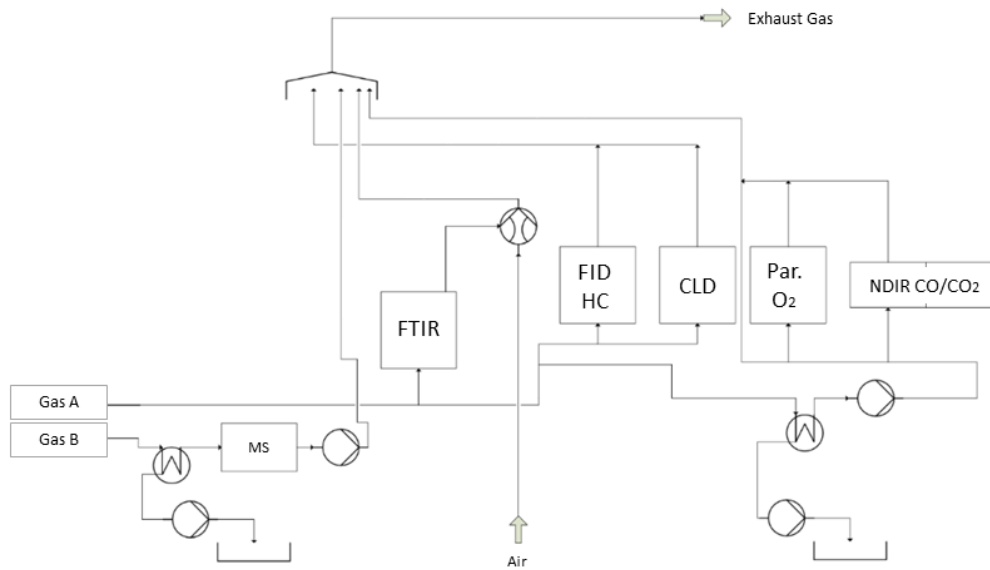 Exhaust Gas
FID
HC
CLD
Par.
O₂
NDIR CO/CO₂
FTIR
Gas A
Gas B
MS
Air